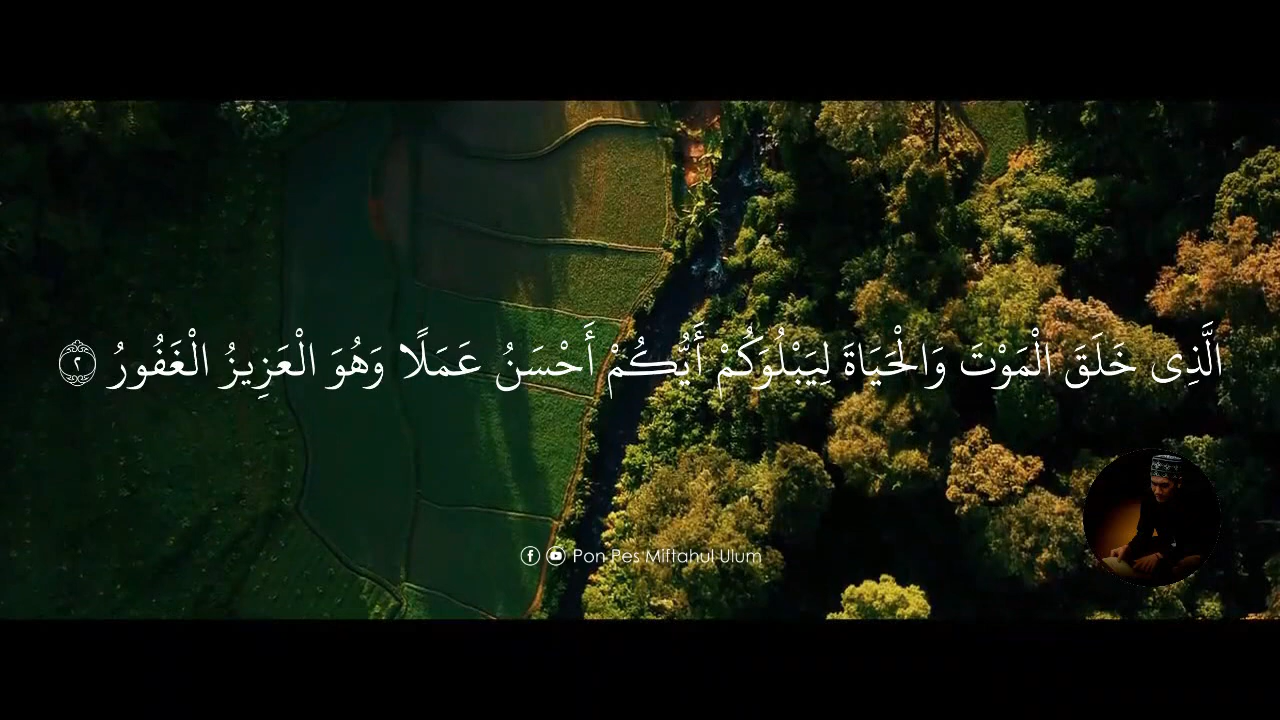 الَّذِى خَلَقَ الْمَوْتَ وَالْحَيَاةَ لِيَبْلُوَكُمْ أَيُّكُمْ أَحْسَنُ عَمَلًا وَهُوَ الْعَزِيزُ الْغَفُورُ ۝٢
Pon Pes Miftahul Ulum